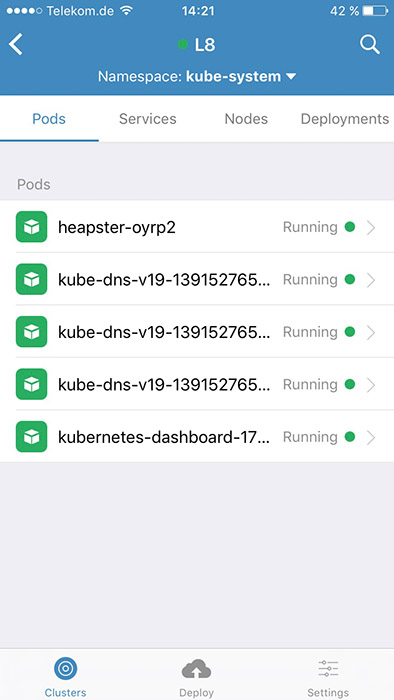 Telekom.de 14:21 42 %
L8
Namespace: kube-system
Pods Services Nodes Deployments
Pods
heapster-oyrp2 Running
kube-dns-v19-139152765... Running
kube-dns-v19-139152765... Running
kube-dns-v19-139152765... Running
kubernetes-dashboard-17... Running
Clusters Deploy Settings